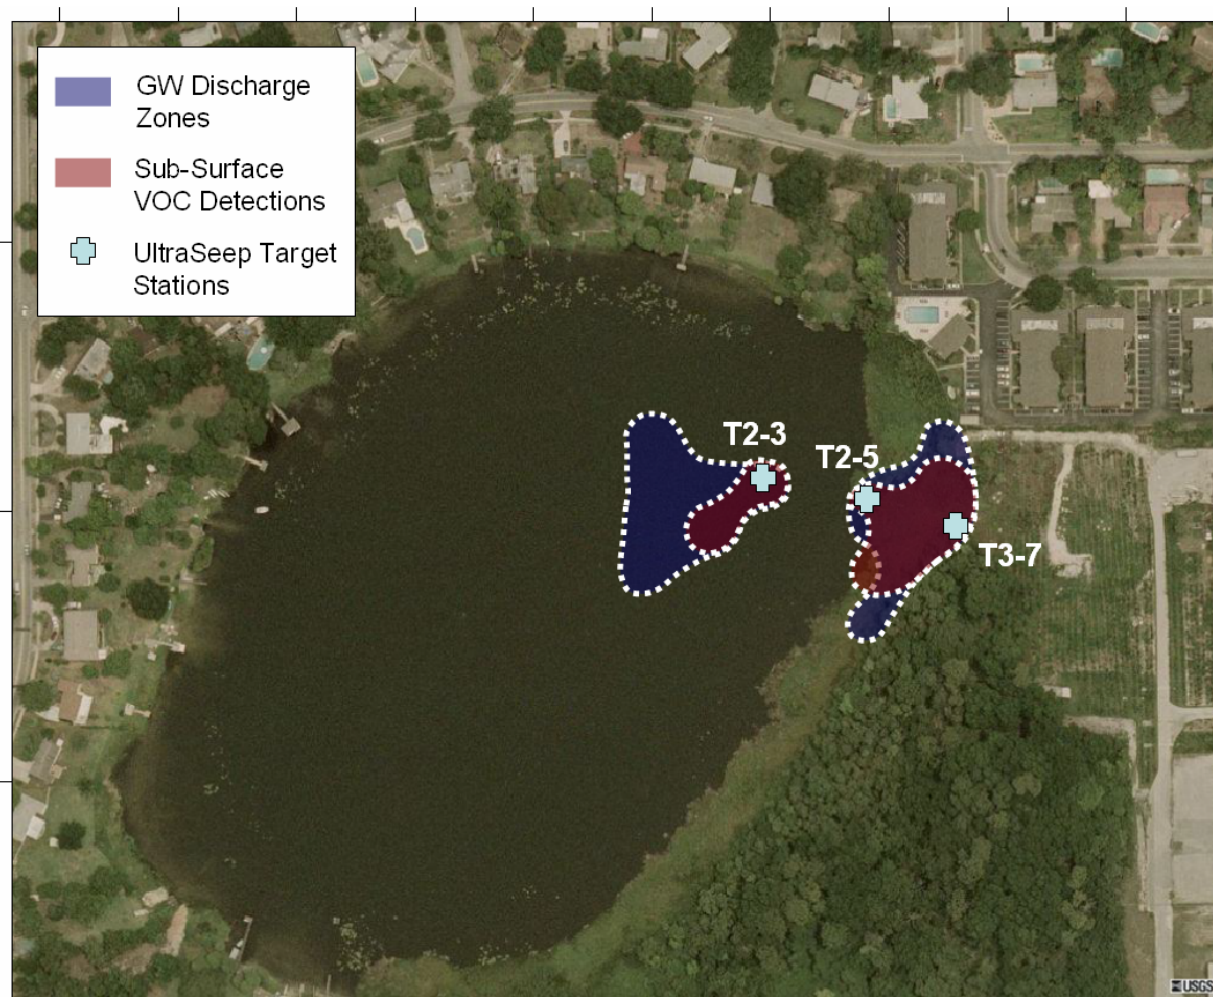 GW Discharge
Zones
Sub-Surface
VOC Detections
UltraSeep Target
Stations
T2-3
T2-5
T3-7
USGS